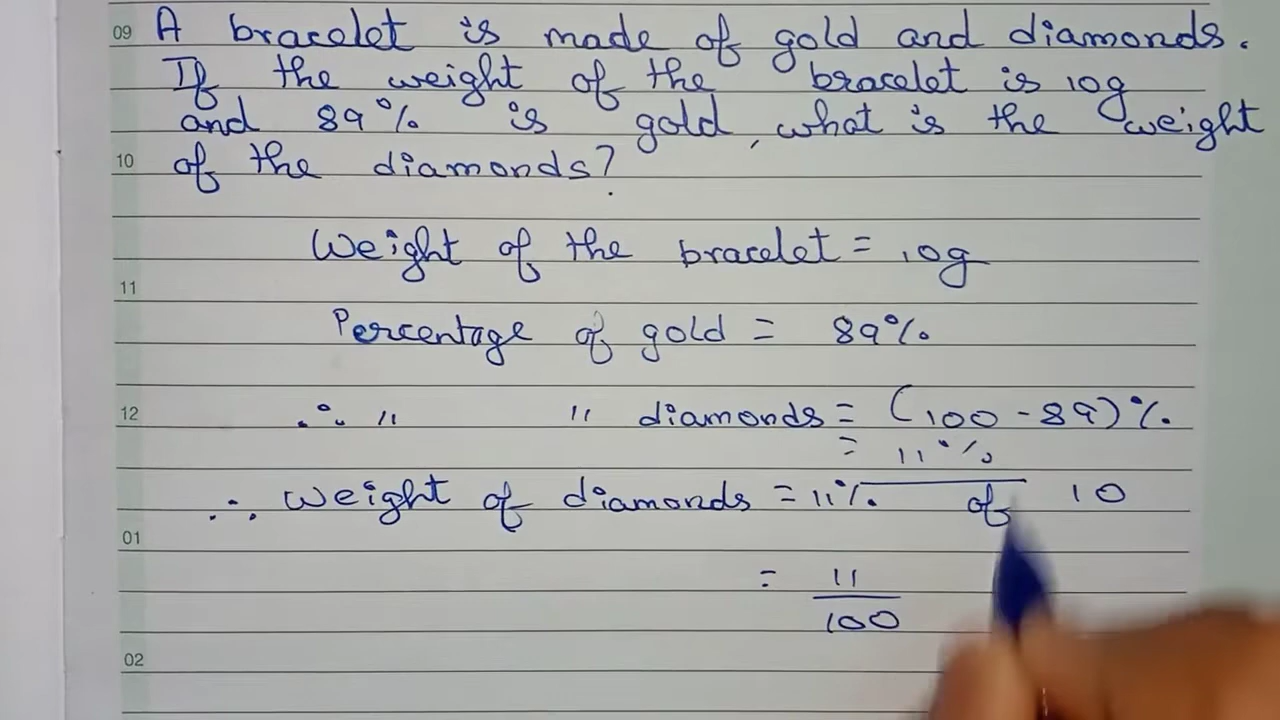 09 A bracelet is made of gold and diamonds.
If the weight of the bracelet is 10g
and 89% is gold, what is the weight
10 of the diamonds?
Weight of the bracelet = 10g
11
Percentage of gold = 89%
12 ∴ " " diamonds = (100 - 89)%
= 11%
∴ weight of diamonds = 11% of 10
01
= 11/100
02